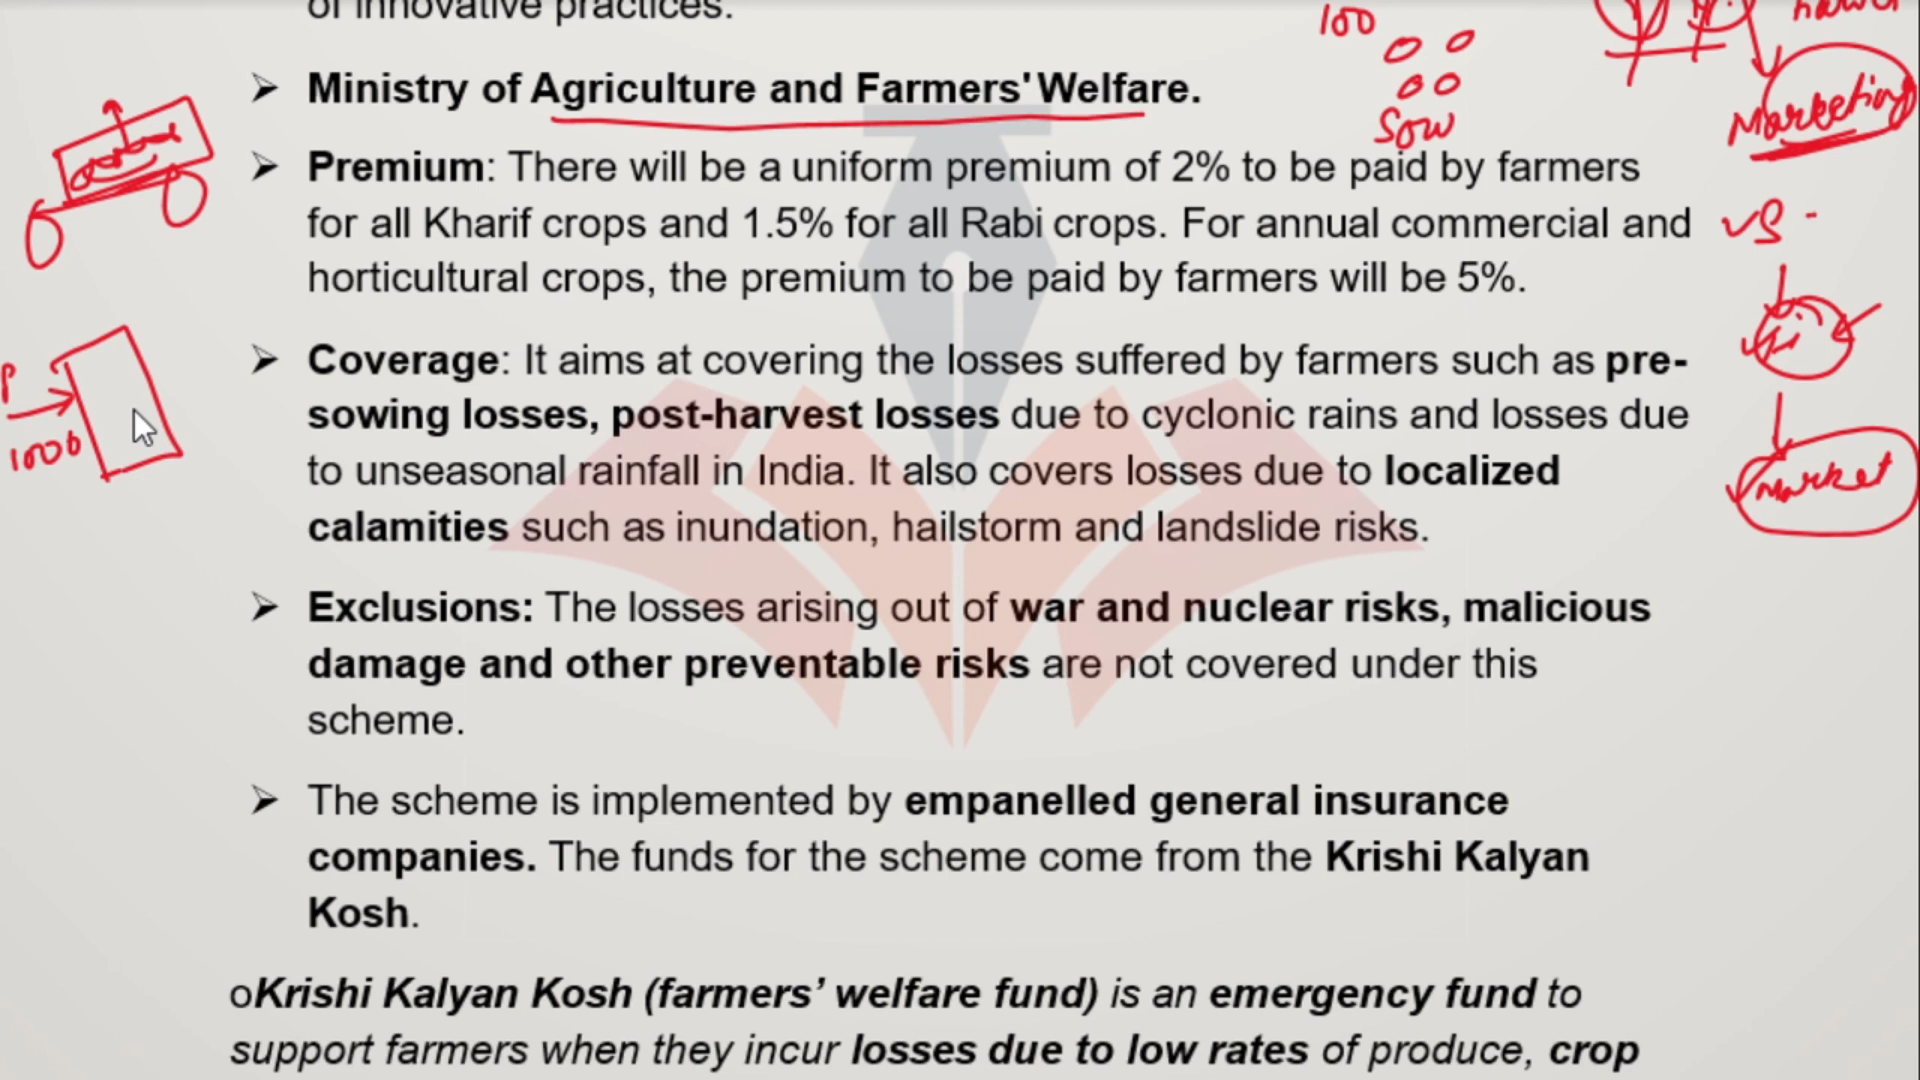 of innovative practices.
100
➢ Ministry of Agriculture and Farmers' Welfare.
Sow
Marketing
➢ Premium: There will be a uniform premium of 2% to be paid by farmers
for all Kharif crops and 1.5% for all Rabi crops. For annual commercial and
horticultural crops, the premium to be paid by farmers will be 5%.
➢ Coverage: It aims at covering the losses suffered by farmers such as pre-
sowing losses, post-harvest losses due to cyclonic rains and losses due
to unseasonal rainfall in India. It also covers losses due to localized
calamities such as inundation, hailstorm and landslide risks.
P
market
➢ Exclusions: The losses arising out of war and nuclear risks, malicious
damage and other preventable risks are not covered under this
scheme.
➢ The scheme is implemented by empanelled general insurance
companies. The funds for the scheme come from the Krishi Kalyan
Kosh.
oKrishi Kalyan Kosh (farmers’ welfare fund) is an emergency fund to
support farmers when they incur losses due to low rates of produce, crop